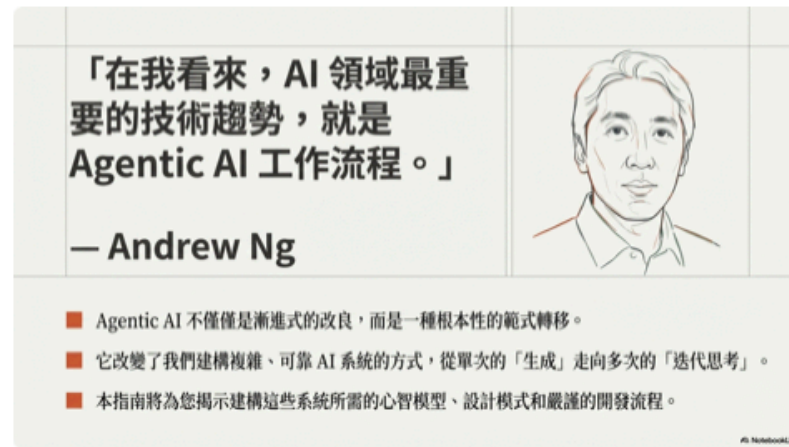 「在我看來，AI 領域最重
要的技術趨勢，就是
Agentic AI 工作流程。」
— Andrew Ng
Agentic AI 不僅僅是漸進式的改良，而是一種根本性的範式轉移。
它改變了我們建構複雜、可靠 AI 系統的方式，從單次的「生成」走向多次的「迭代思考」。
本指南將為您揭示建構這些系統所需的心智模型、設計模式和嚴謹的開發流程。